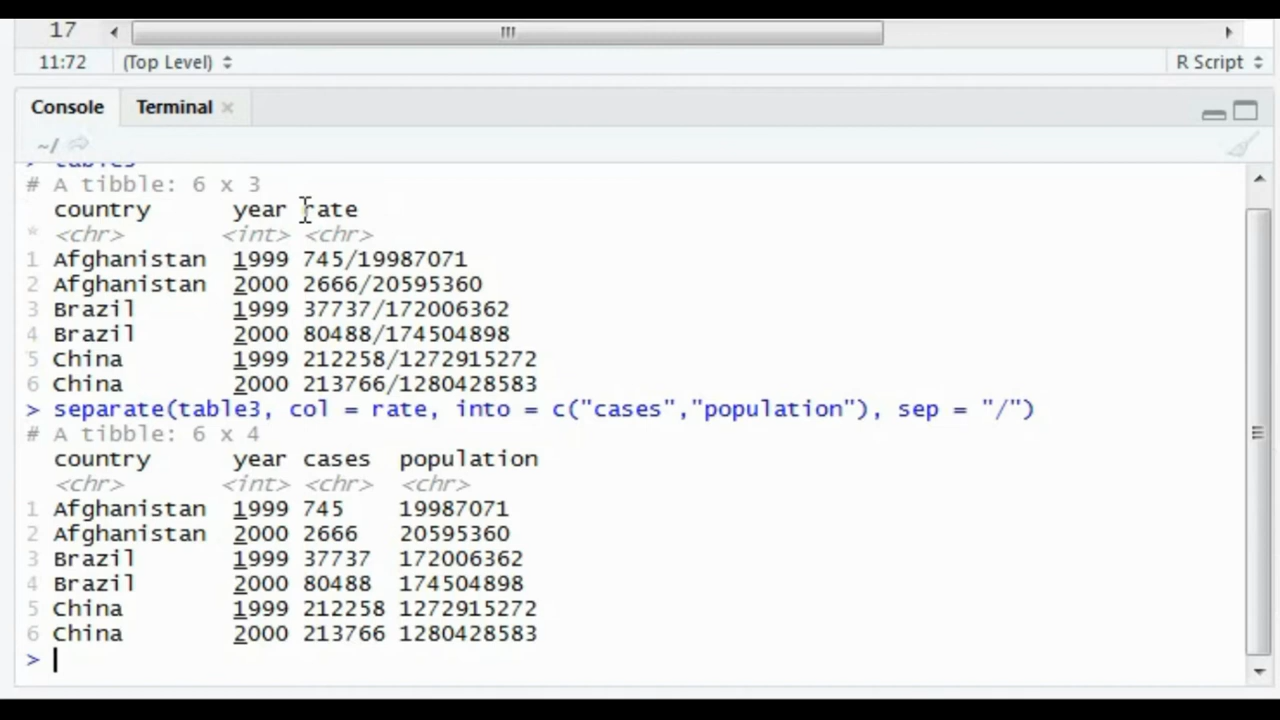 17
11:72 (Top Level) R Script
Console Terminal
~/
# A tibble: 6 x 3
country year rate
* <chr> <int> <chr>
1 Afghanistan 1999 745/19987071
2 Afghanistan 2000 2666/20595360
3 Brazil 1999 37737/172006362
4 Brazil 2000 80488/174504898
5 China 1999 212258/1272915272
6 China 2000 213766/1280428583
> separate(table3, col = rate, into = c("cases","population"), sep = "/")
# A tibble: 6 x 4
country year cases population
<chr> <int> <chr> <chr>
1 Afghanistan 1999 745 19987071
2 Afghanistan 2000 2666 20595360
3 Brazil 1999 37737 172006362
4 Brazil 2000 80488 174504898
5 China 1999 212258 1272915272
6 China 2000 213766 1280428583
>